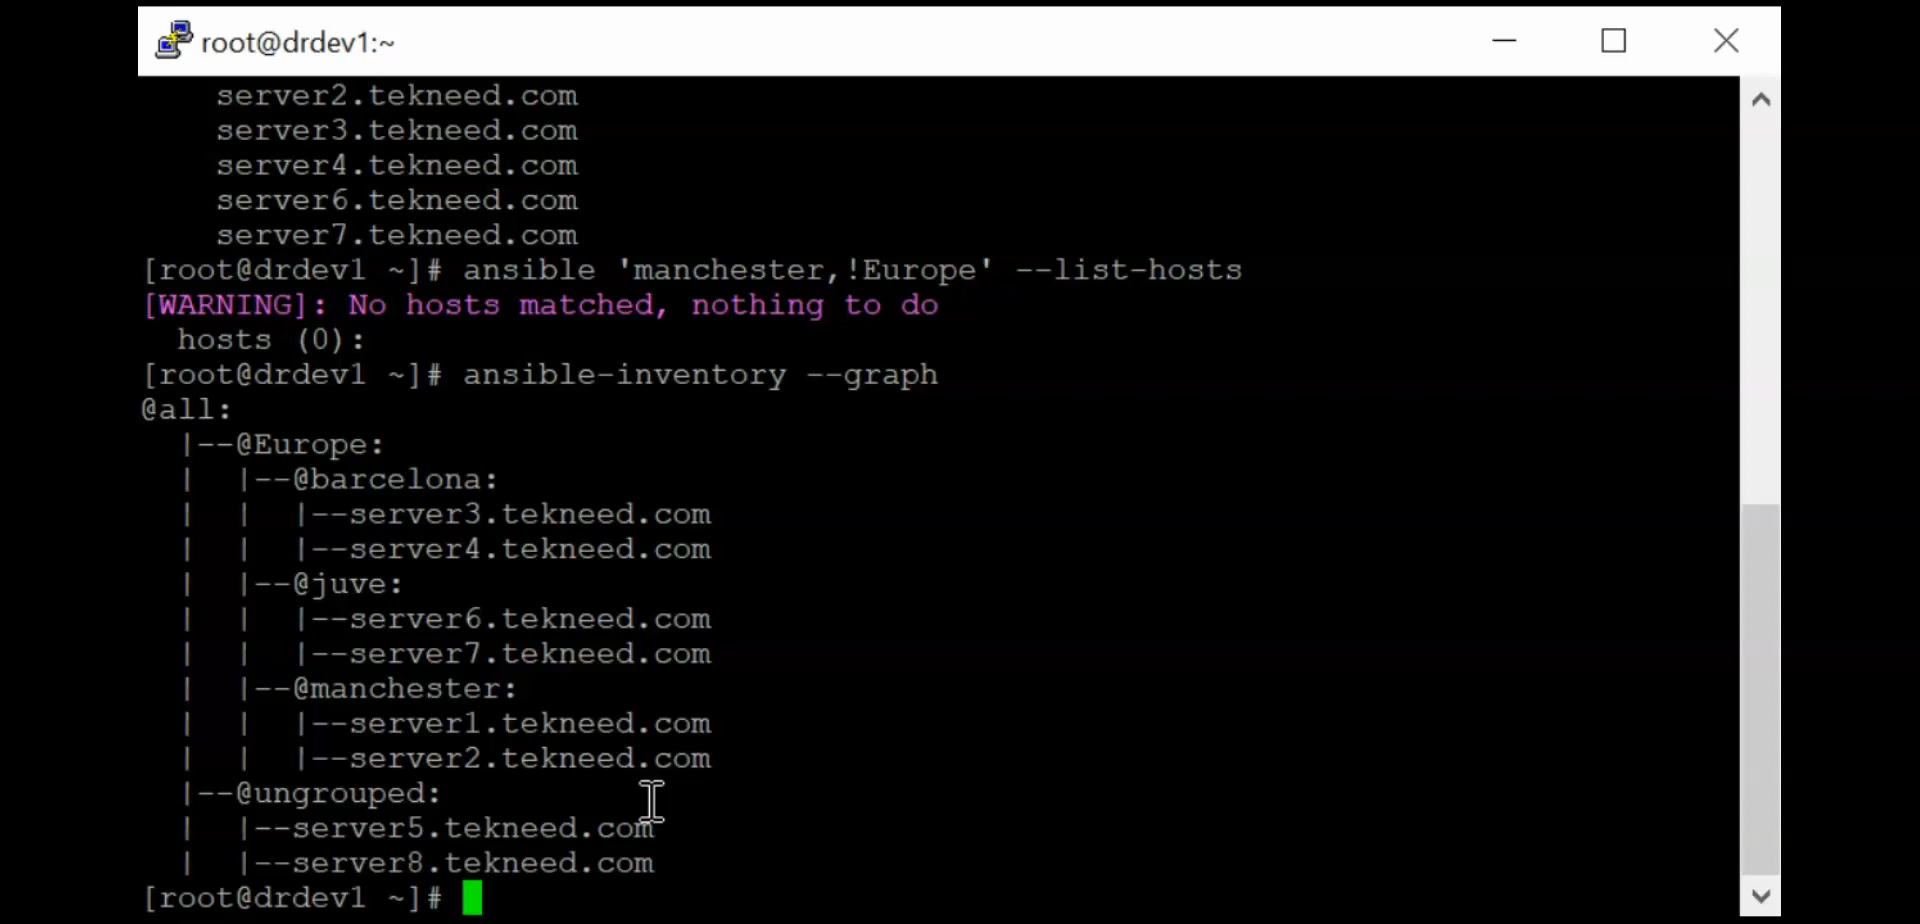 root@drdev1:~
server2.tekneed.com
server3.tekneed.com
server4.tekneed.com
server6.tekneed.com
server7.tekneed.com
[root@drdev1 ~]# ansible 'manchester,!Europe' --list-hosts
[WARNING]: No hosts matched, nothing to do
  hosts (0):
[root@drdev1 ~]# ansible-inventory --graph
@all:
  |--@Europe:
  |  |--@barcelona:
  |  |  |--server3.tekneed.com
  |  |  |--server4.tekneed.com
  |  |--@juve:
  |  |  |--server6.tekneed.com
  |  |  |--server7.tekneed.com
  |  |--@manchester:
  |  |  |--server1.tekneed.com
  |  |  |--server2.tekneed.com
  |--@ungrouped:
  |  |--server5.tekneed.com
  |  |--server8.tekneed.com
[root@drdev1 ~]#